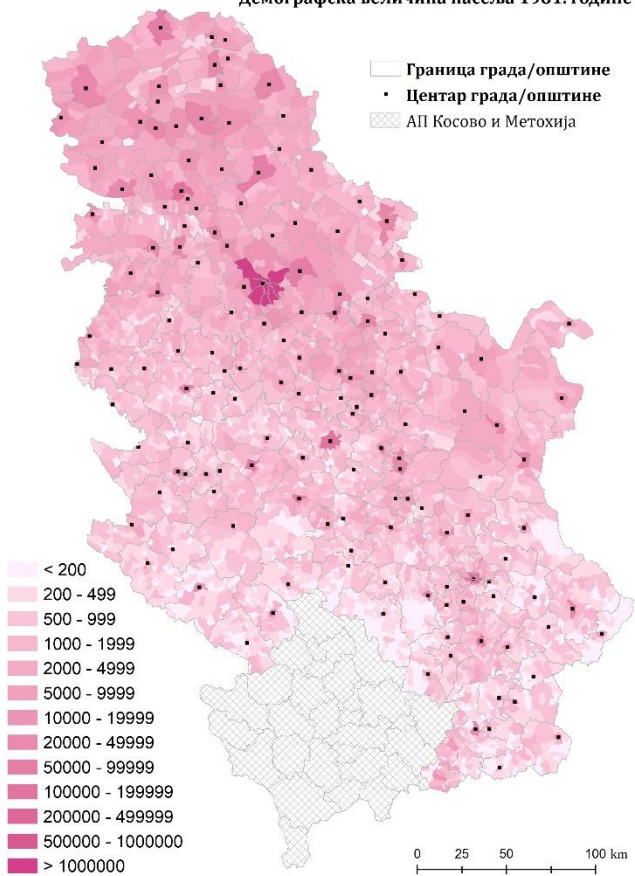 Демографска величина насеља 1981. године
Граница града/општине
Центар града/општине
АП Косово и Метохија
< 200
200 - 499
500 - 999
1000 - 1999
2000 - 4999
5000 - 9999
10000 - 19999
20000 - 49999
50000 - 99999
100000 - 199999
200000 - 499999
500000 - 1000000
> 1000000
0 25 50 100 km